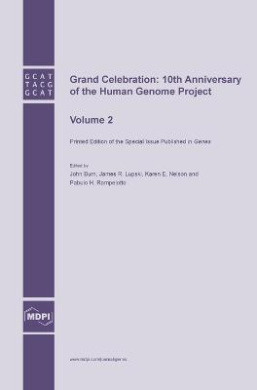 GCAT
TACG
GCAT
Grand Celebration: 10th Anniversary
of the Human Genome Project
Volume 2
Printed Edition of the Special Issue Published in Genes
Edited by
John Burn, James R. Lupski, Karen E. Nelson and
Pabulo H. Rampelotto
MDPI
www.mdpi.com/journal/genes